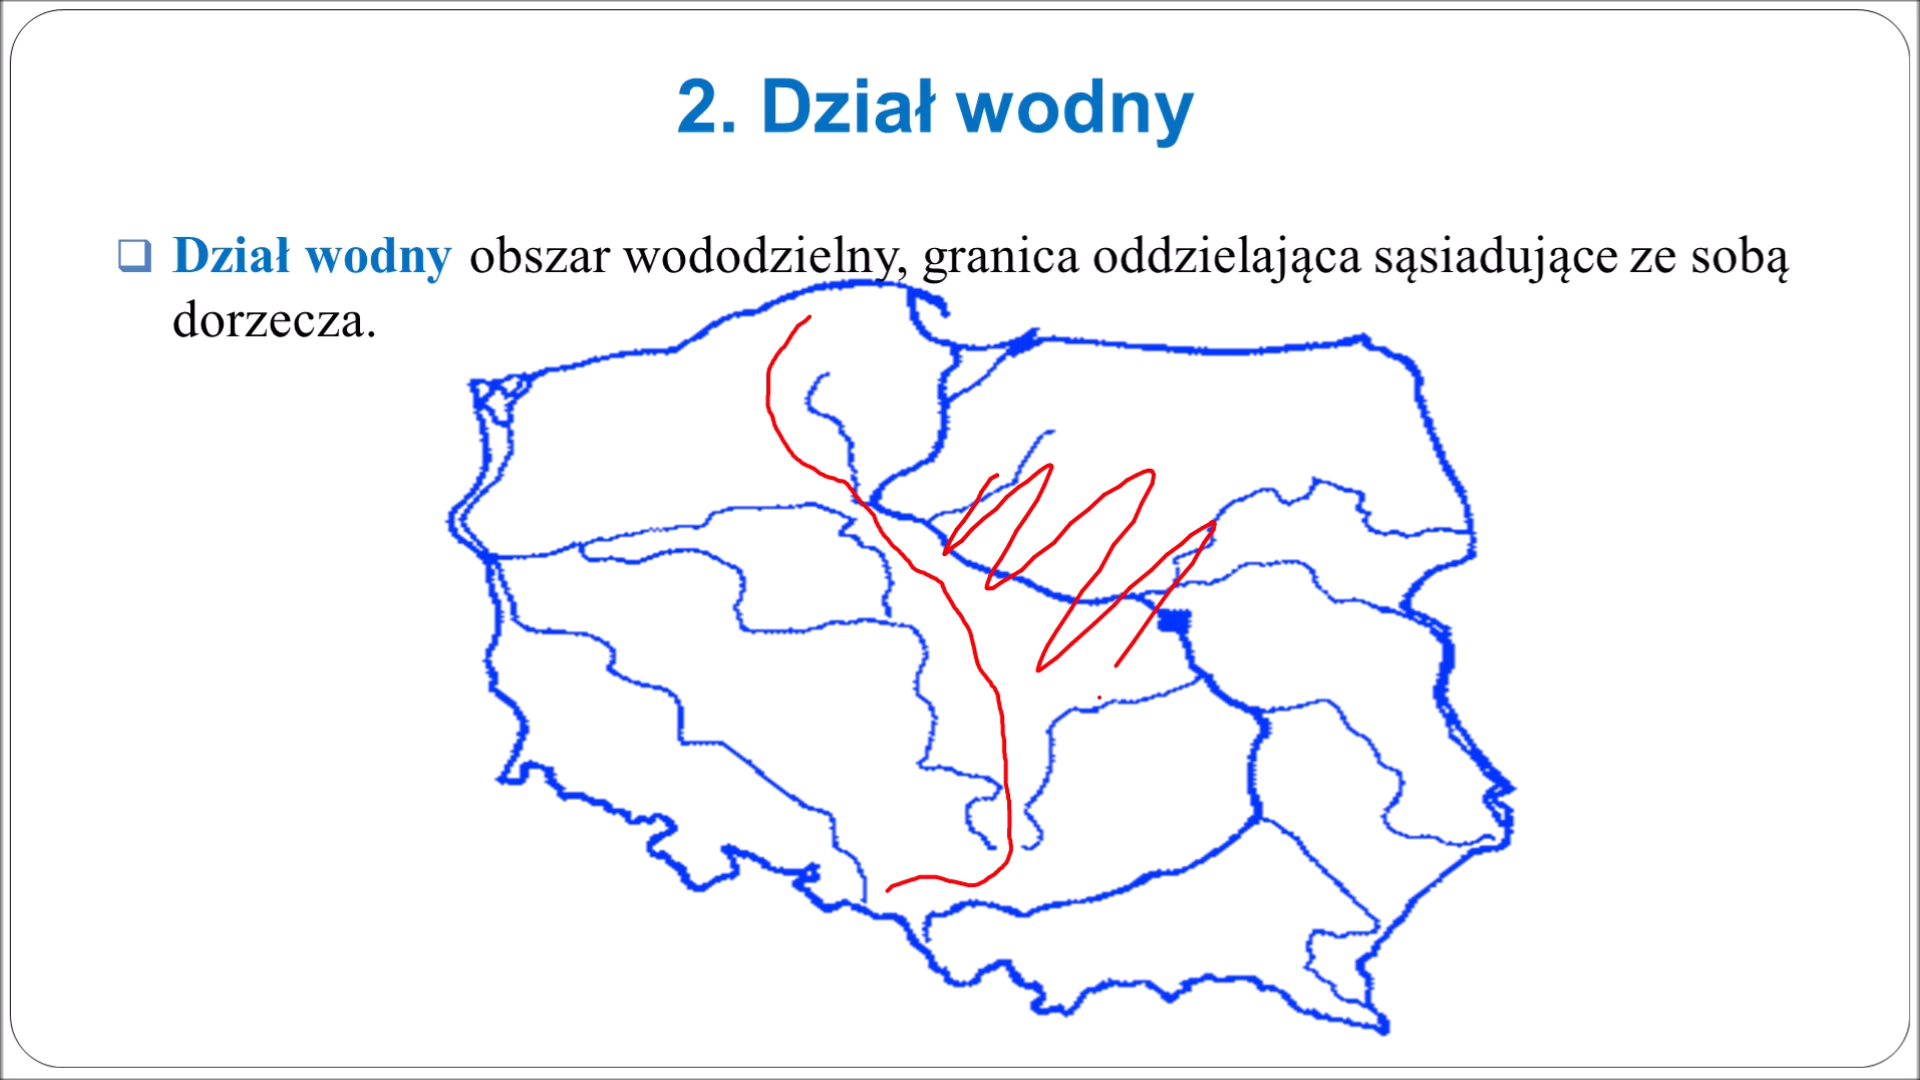 2. Dział wodny
Dział wodny obszar wododzielny, granica oddzielająca sąsiadujące ze sobą
dorzecza.